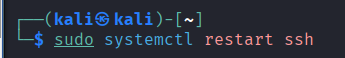 ┌──(kali㉿kali)-[~]
└─$ sudo systemctl restart ssh